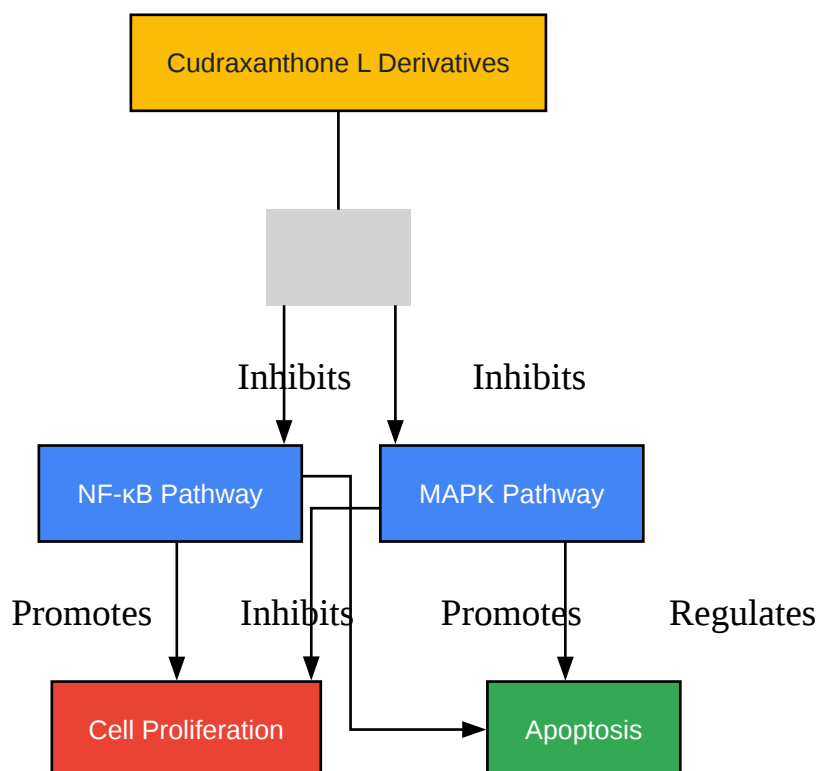 Cudraxanthone L Derivatives
Inhibits Inhibits
NF-κB Pathway MAPK Pathway
Promotes Inhibits Promotes Regulates
Cell Proliferation Apoptosis